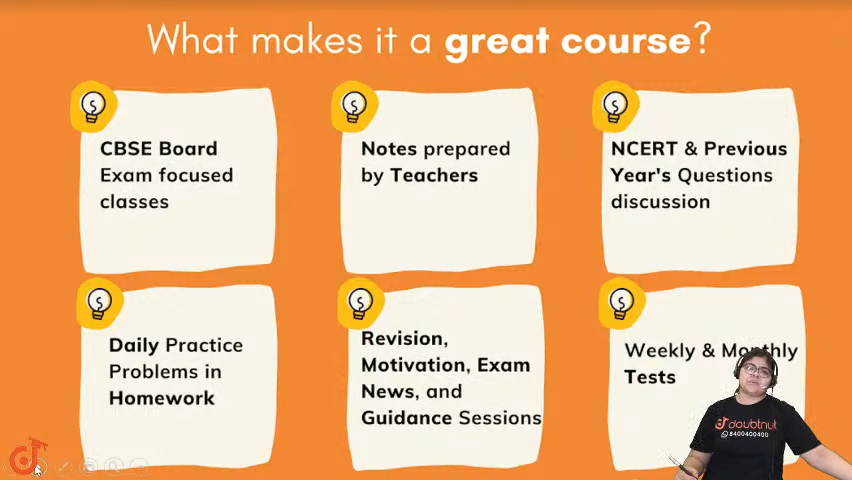 What makes it a great course?
CBSE Board
Exam focused
classes
Notes prepared
by Teachers
NCERT & Previous
Year's Questions
discussion
Daily Practice
Problems in
Homework
Revision,
Motivation, Exam
News, and
Guidance Sessions
Weekly & Monthly
Tests
doubtnut
8400400400